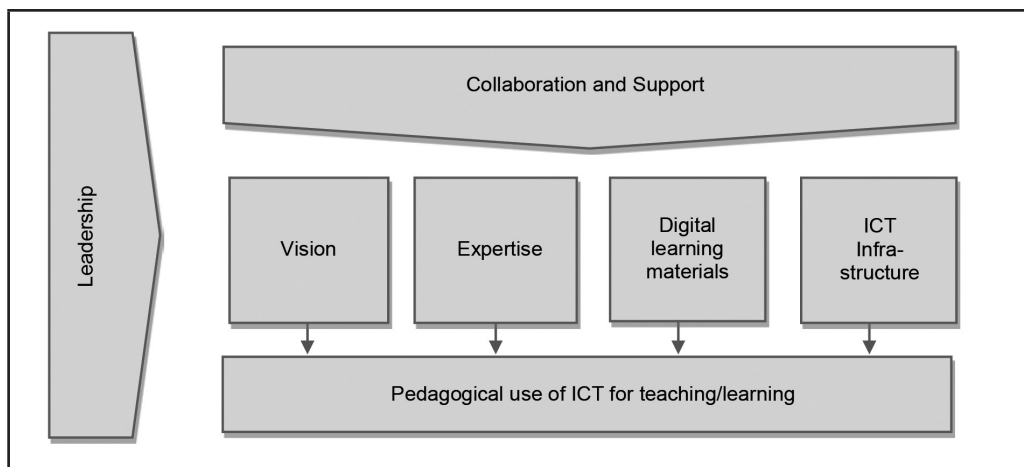 Leadership
Collaboration and Support
Vision
Expertise
Digital
learning
materials
ICT
Infra-
structure
Pedagogical use of ICT for teaching/learning